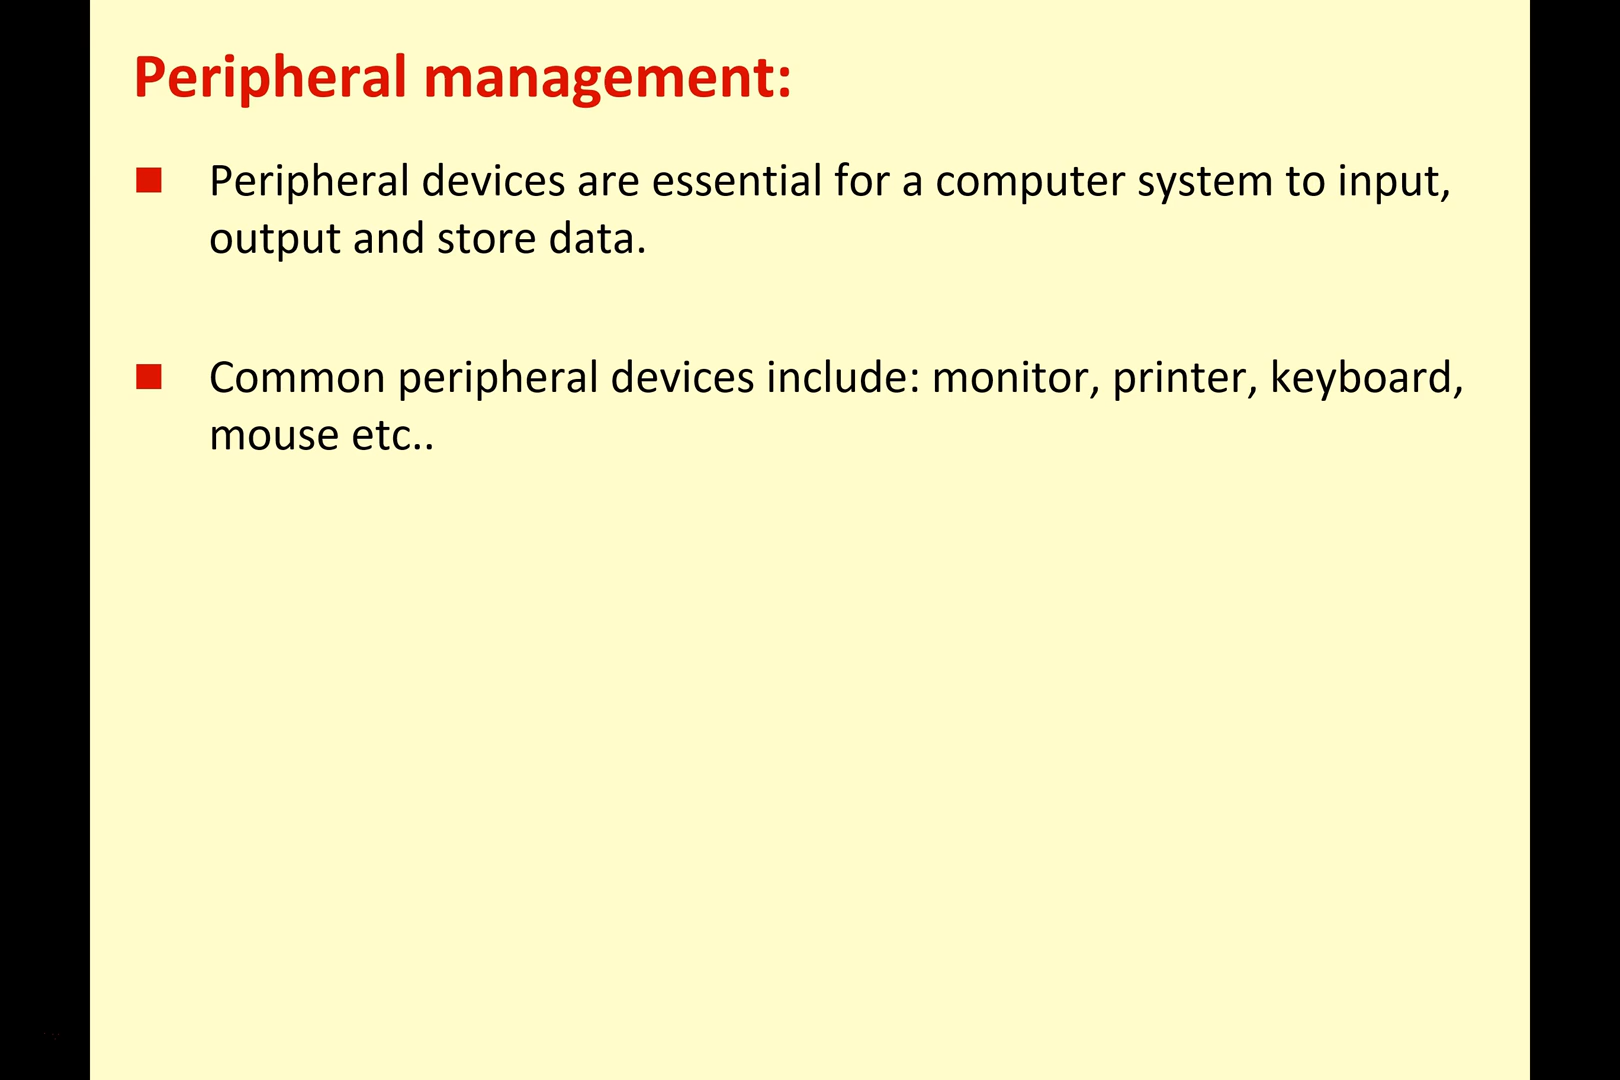 Peripheral management:
Peripheral devices are essential for a computer system to input,
output and store data.
Common peripheral devices include: monitor, printer, keyboard,
mouse etc..